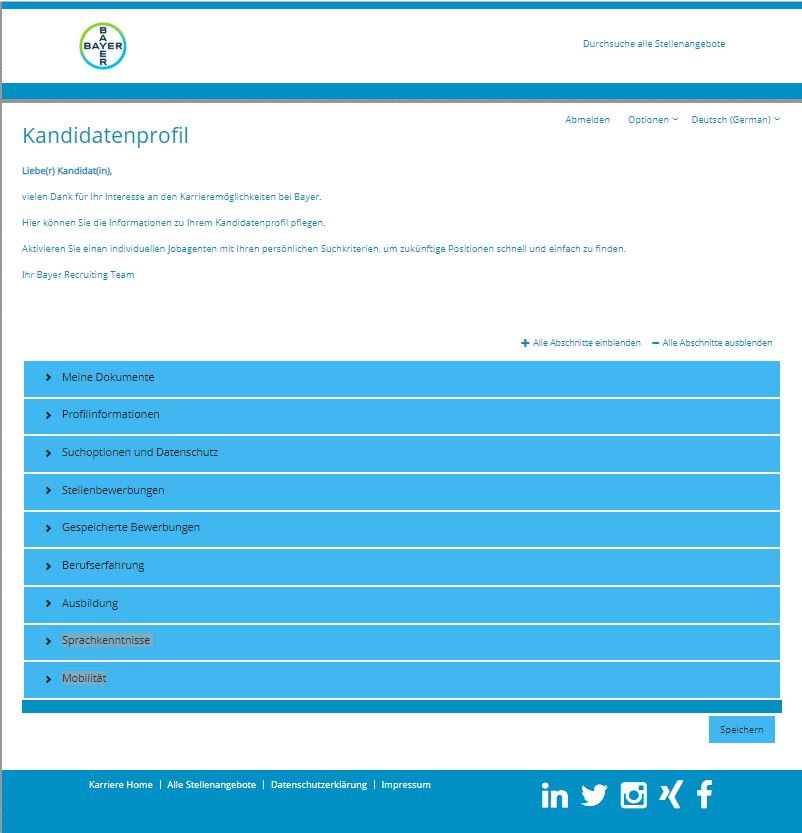 BAYER
BAYER
Durchsuche alle Stellenangebote
Abmelden Optionen Deutsch (German)
Kandidatenprofil
Liebe(r) Kandidat(in),
vielen Dank für Ihr Interesse an den Karrieremöglichkeiten bei Bayer.
Hier können Sie die Informationen zu Ihrem Kandidatenprofil pflegen.
Aktivieren Sie einen individuellen Jobagenten mit Ihren persönlichen Suchkriterien, um zukünftige Positionen schnell und einfach zu finden.
Ihr Bayer Recruiting Team
Alle Abschnitte einblenden Alle Abschnitte ausblenden
Meine Dokumente
Profilinformationen
Suchoptionen und Datenschutz
Stellenbewerbungen
Gespeicherte Bewerbungen
Berufserfahrung
Ausbildung
Sprachkenntnisse
Mobilität
Speichern
Karriere Home | Alle Stellenangebote | Datenschutzerklärung | Impressum